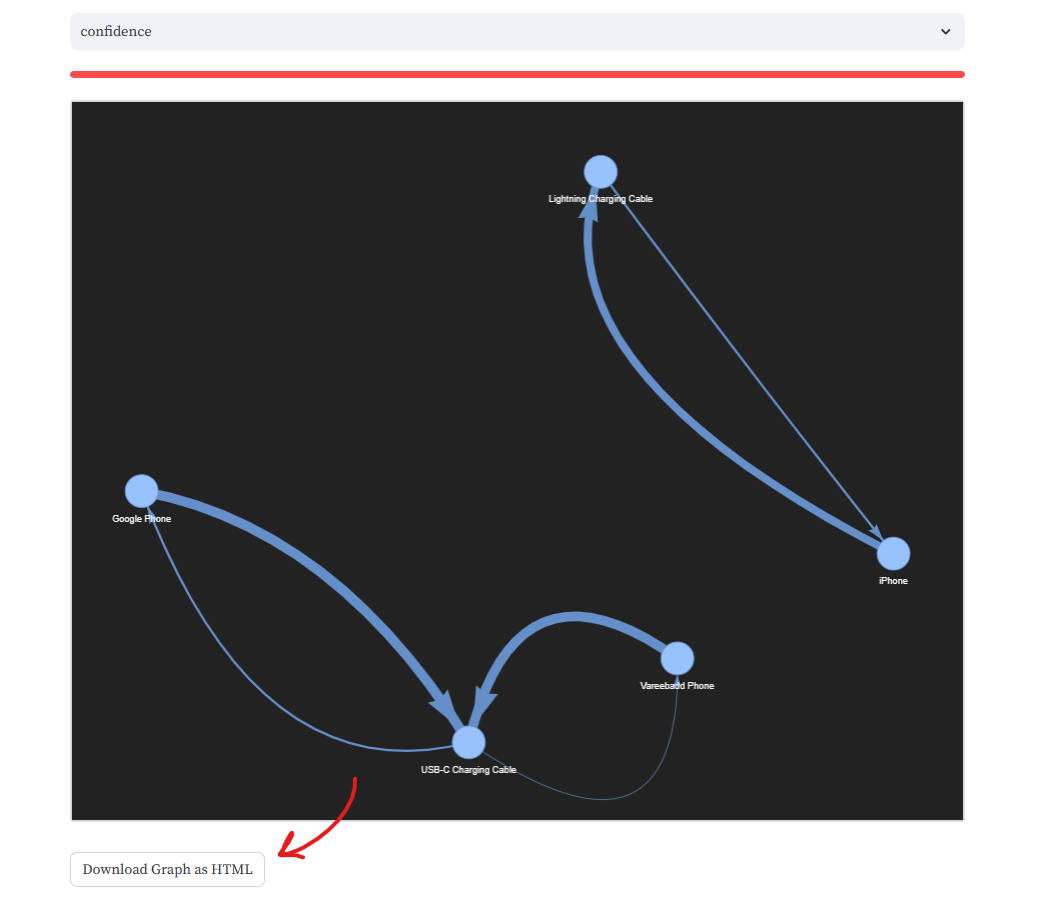 confidence
Lightning Charging Cable
Google Phone
iPhone
Vareebadd Phone
USB-C Charging Cable
Download Graph as HTML